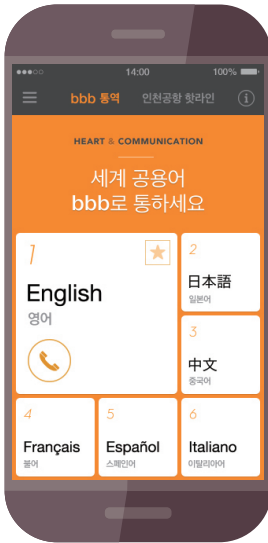 14:00
100%
bbb 통역
인천공항 핫라인
i
HEART & COMMUNICATION
세계 공용어
bbb로 통하세요
1
English
영어
2
日本語
일본어
3
中文
중국어
4
Français
불어
5
Español
스페인어
6
Italiano
이탈리아어